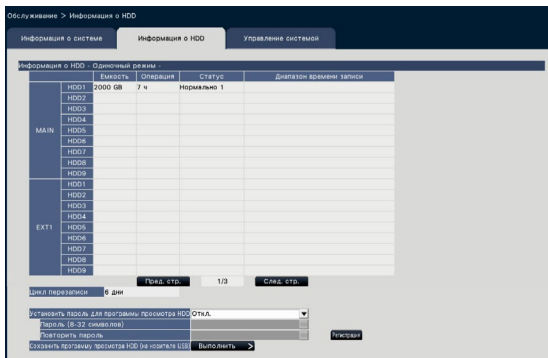 Обслуживание > Информация о HDD
Информация о системе Информация о HDD Управление системой
Информация о HDD - Одиночный режим -
Емкость Операция Статус Диапазон времени записи
MAIN
HDD1 2000 GB 7 ч Нормально 1
HDD2
HDD3
HDD4
HDD5
HDD6
HDD7
HDD8
HDD9
EXT1
HDD1
HDD2
HDD3
HDD4
HDD5
HDD6
HDD7
HDD8
HDD9
Пред. стр. 1/3 След. стр.
Цикл перезаписи 6 дни
Установить пароль для программы просмотра HDD Откл.
Пароль (8-32 символов)
Повторить пароль Регистрация
Сохранить программу просмотра HDD (на носителе USB) Выполнить >